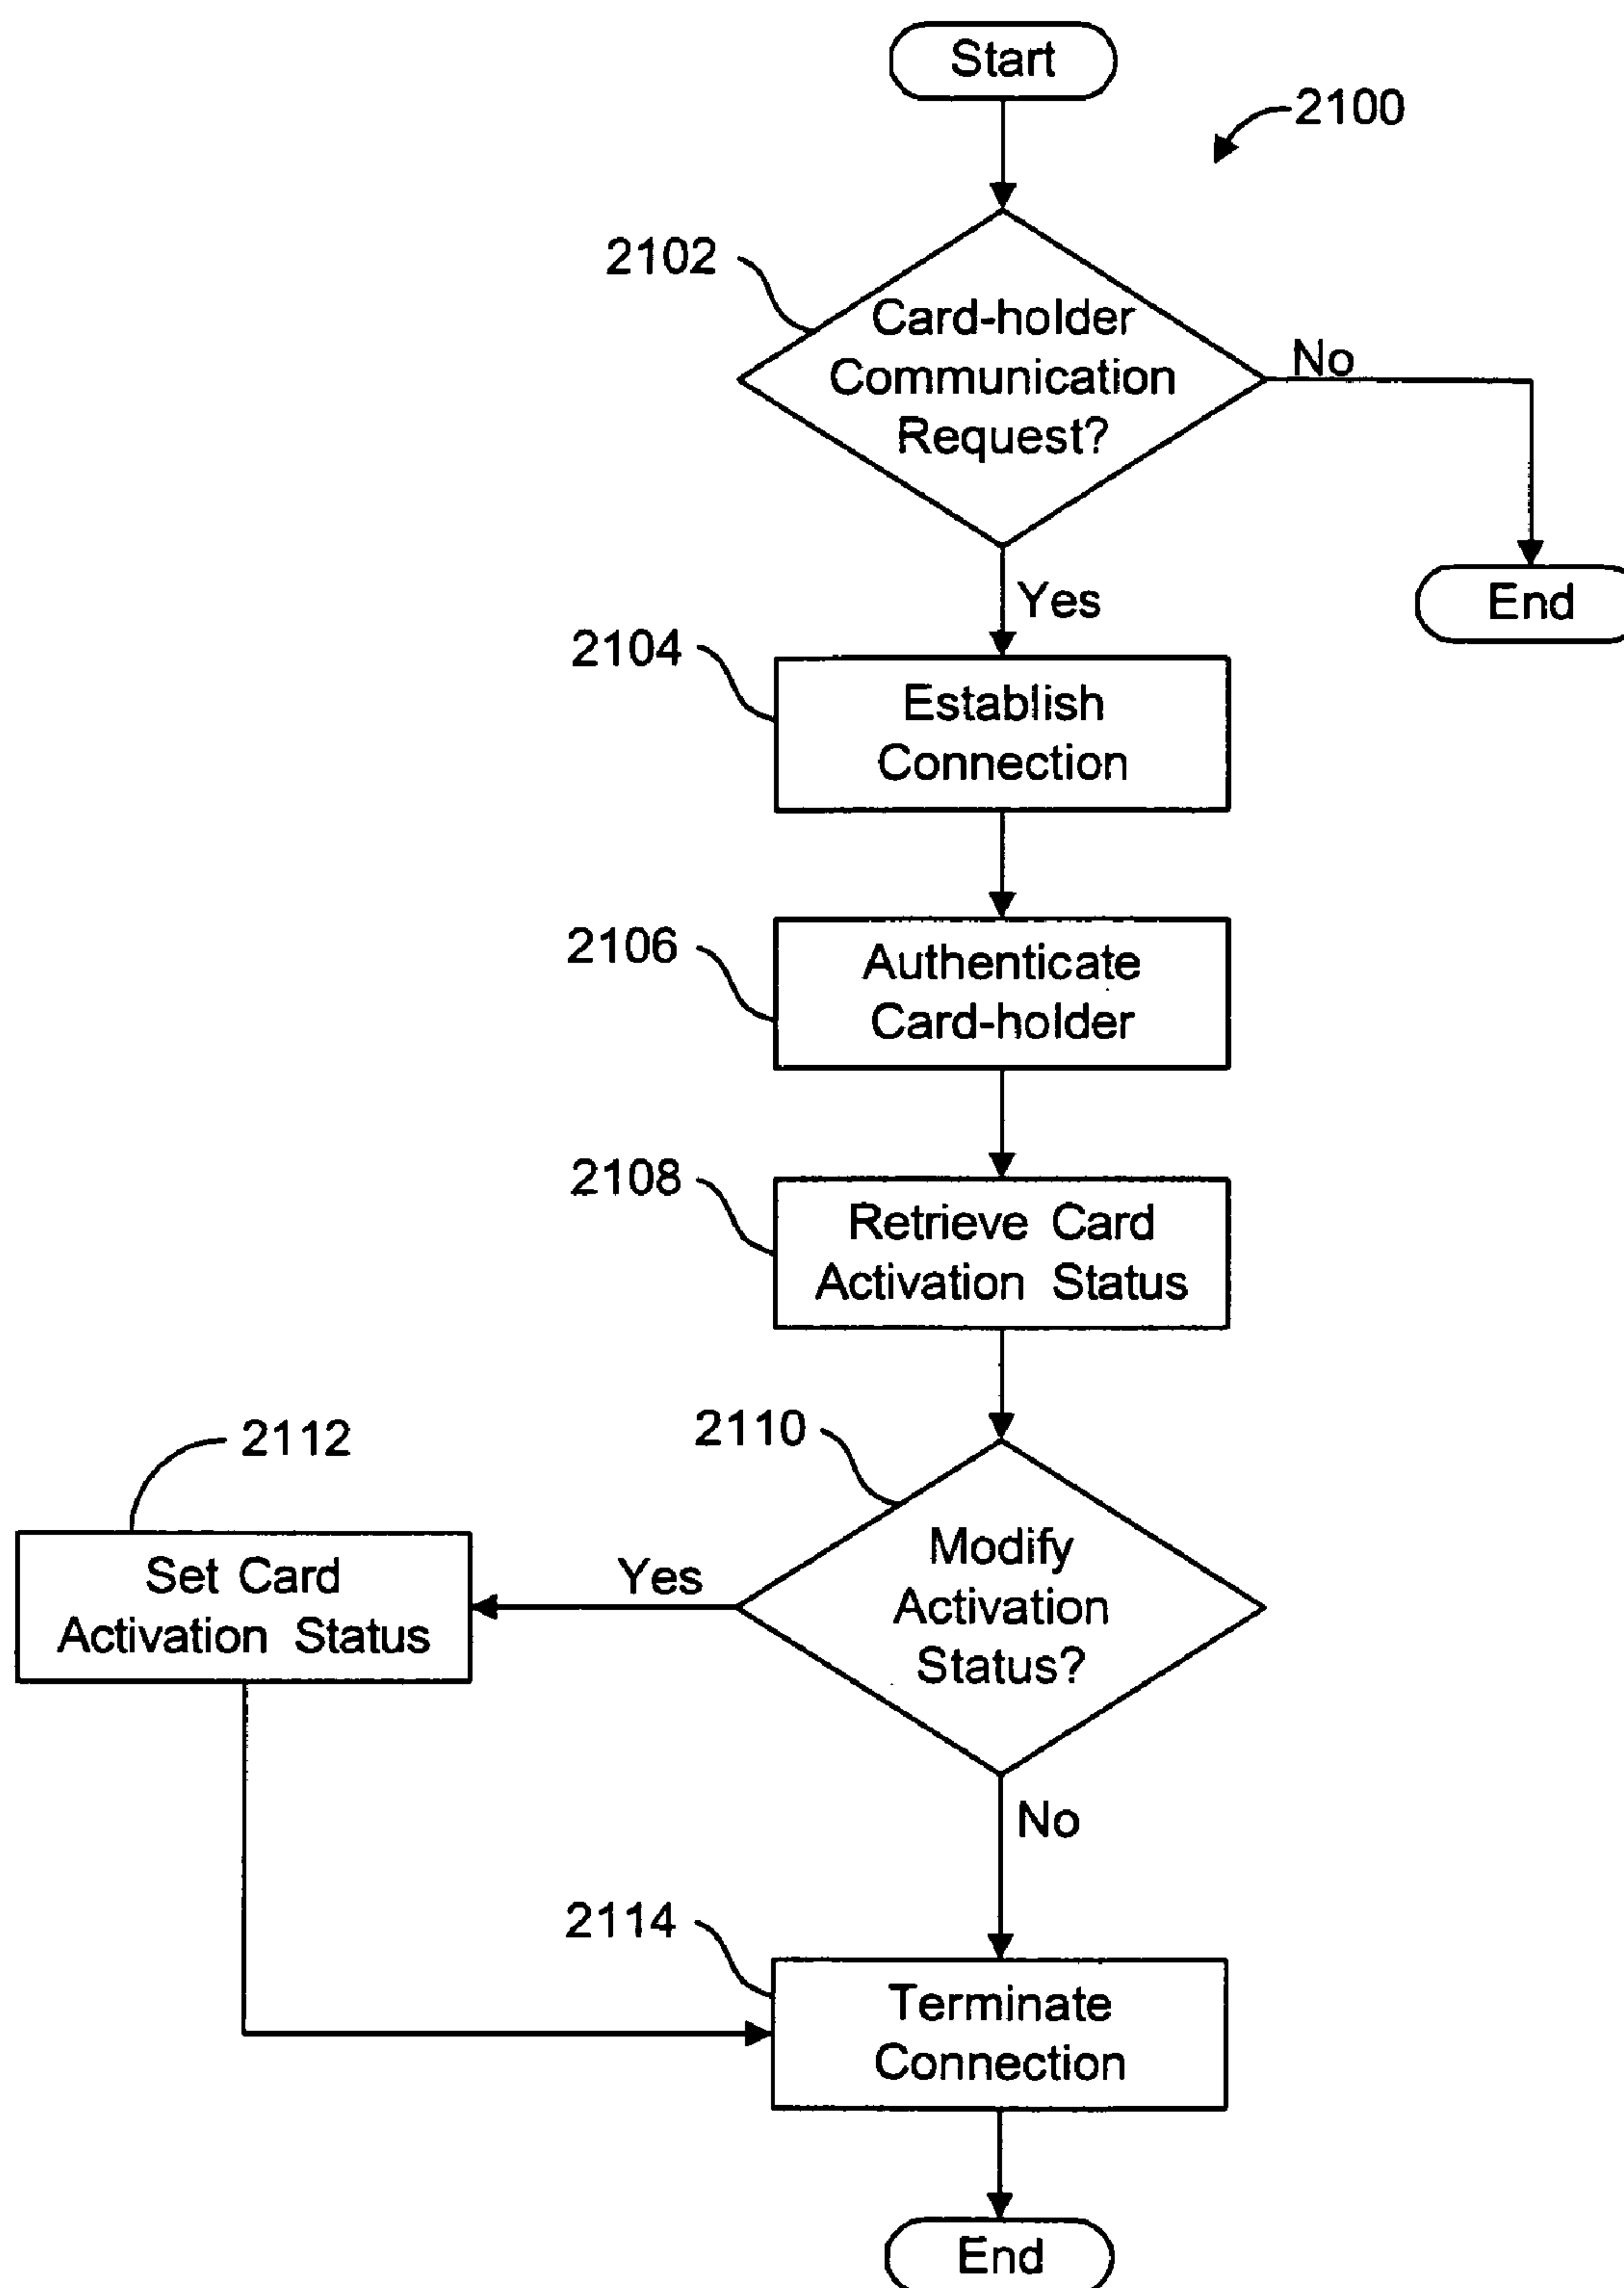 Start
2100
2102
Card-holder
Communication
Request?
No
End
Yes
2104
Establish
Connection
2106
Authenticate
Card-holder
2108
Retrieve Card
Activation Status
2110
2112
Modify
Activation
Status?
Yes
Set Card
Activation Status
No
2114
Terminate
Connection
End